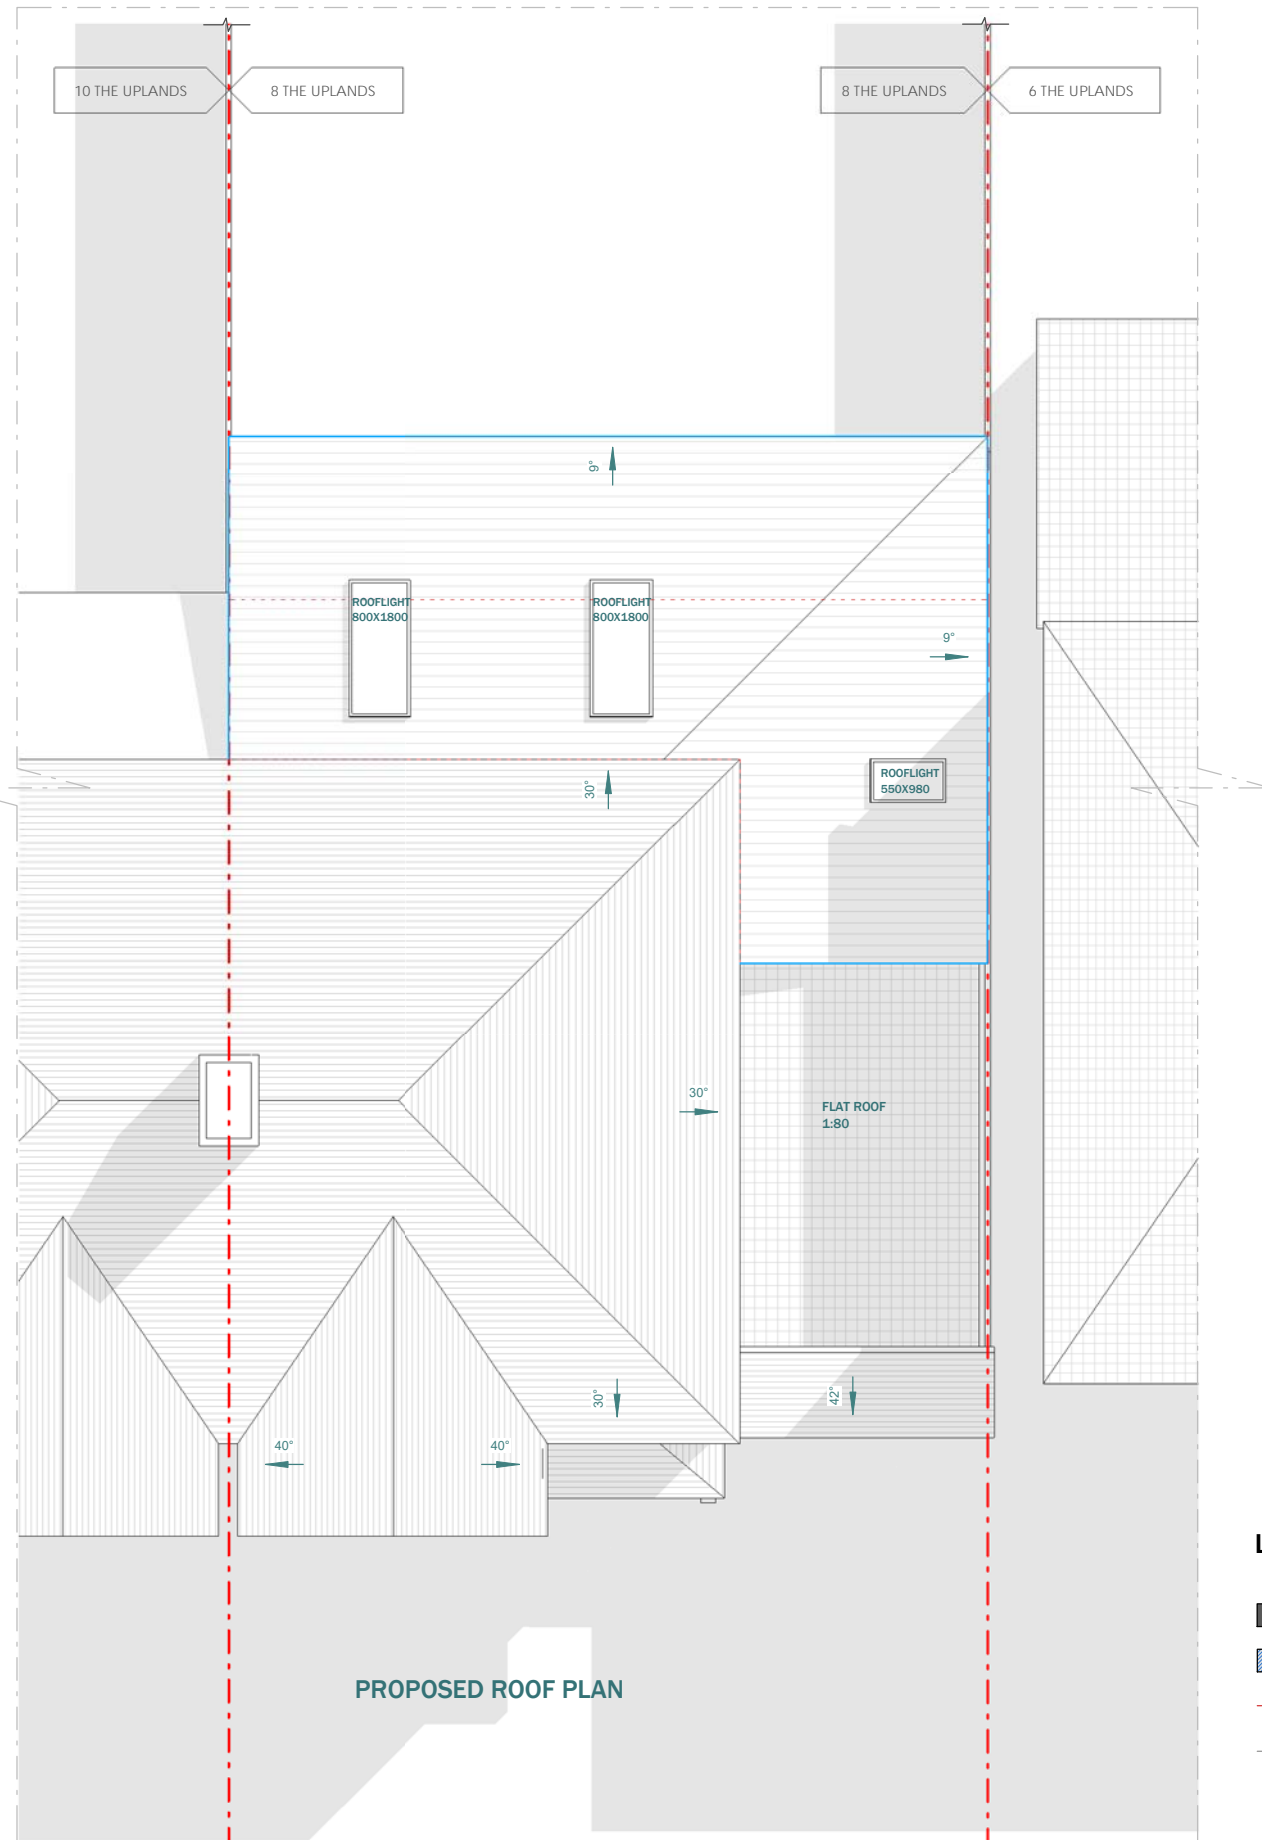 10 THE UPLANDS
8 THE UPLANDS
8 THE UPLANDS
6 THE UPLANDS
9°
ROOFLIGHT
800X1800
ROOFLIGHT
800X1800
9°
30°
ROOFLIGHT
550X980
30°
FLAT ROOF
1:80
30°
42°
40°
40°
L
PROPOSED ROOF PLAN